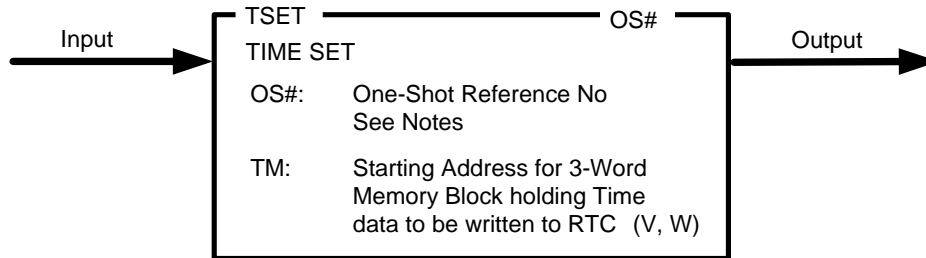 TSET OS#
Input
TIME SET
Output
OS#: One-Shot Reference No
See Notes
TM: Starting Address for 3-Word
Memory Block holding Time
data to be written to RTC (V, W)